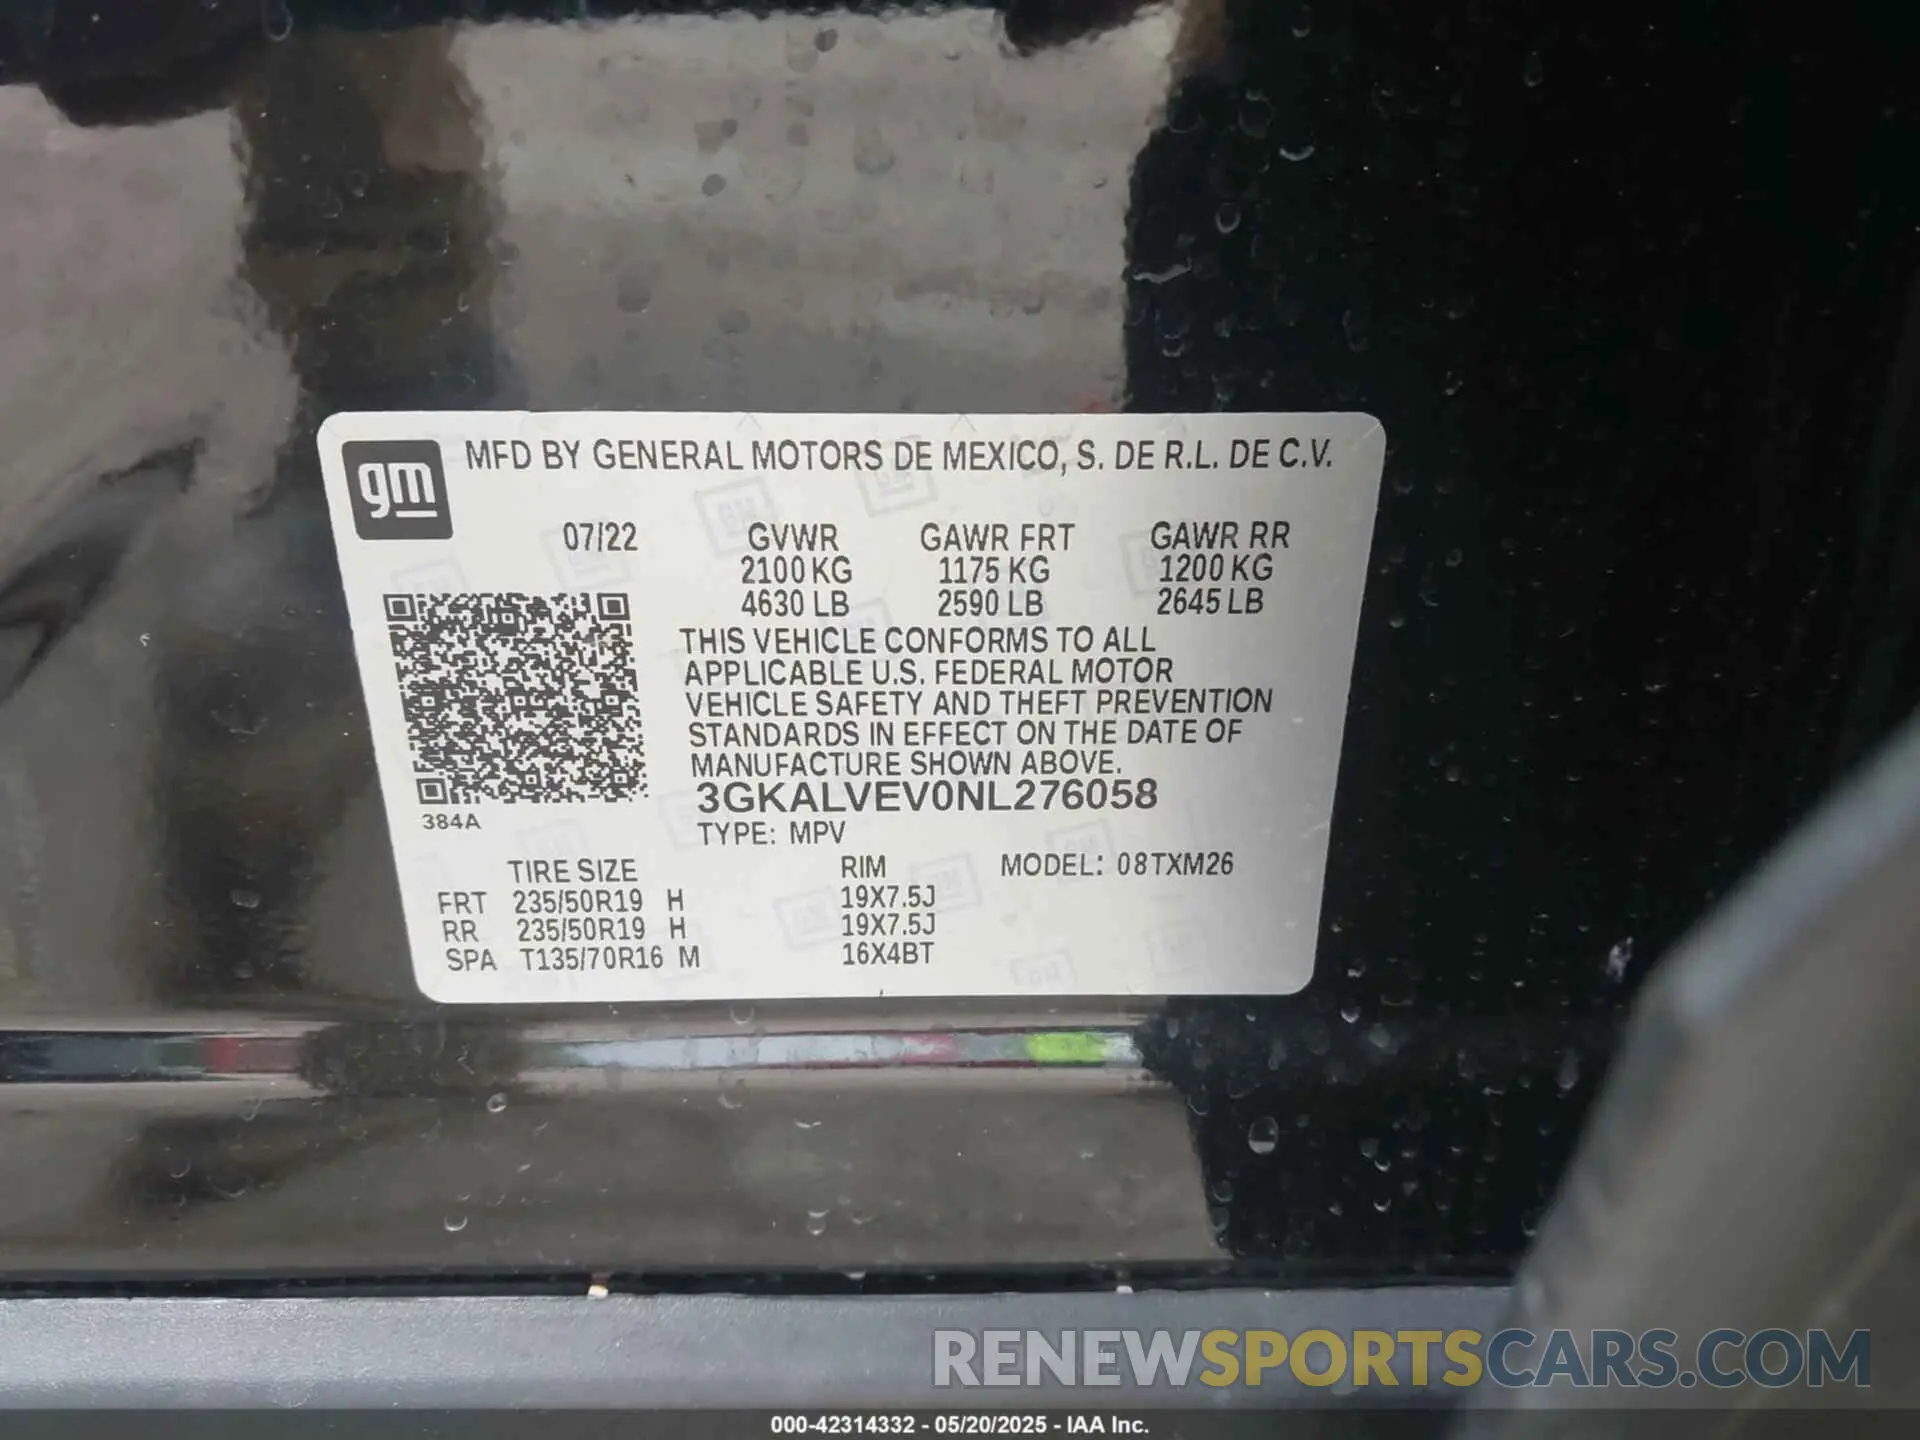 gm
MFD BY GENERAL MOTORS DE MEXICO, S. DE R.L. DE C.V.
07/22 GVWR GAWR FRT GAWR RR
2100 KG 1175 KG 1200 KG
4630 LB 2590 LB 2645 LB
THIS VEHICLE CONFORMS TO ALL
APPLICABLE U.S. FEDERAL MOTOR
VEHICLE SAFETY AND THEFT PREVENTION
STANDARDS IN EFFECT ON THE DATE OF
MANUFACTURE SHOWN ABOVE.
3GKALVEV0NL276058
384A
TYPE: MPV
TIRE SIZE RIM MODEL: 08TXM26
FRT 235/50R19 H 19X7.5J
RR 235/50R19 H 19X7.5J
SPA T135/70R16 M 16X4BT
RENEWSPORTSCARS.COM
000-42314332 - 05/20/2025 - IAA Inc.